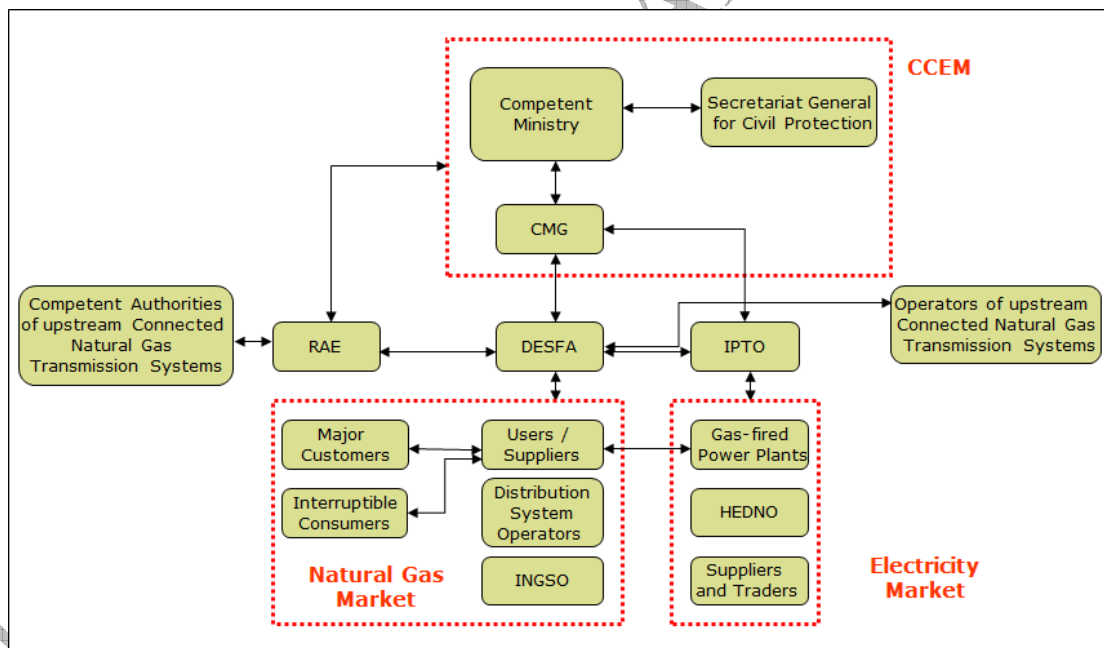 CCEM
Competent
Ministry
Secretariat General
for Civil Protection
CMG
Competent Authorities
of upstream Connected
Natural Gas
Transmission Systems
RAE
DESFA
IPTO
Operators of upstream
Connected Natural Gas
Transmission Systems
Major
Customers
Users /
Suppliers
Gas-fired
Power Plants
Interruptible
Consumers
Distribution
System
Operators
HEDNO
Natural Gas
Market
INGSO
Suppliers
and Traders
Electricity
Market